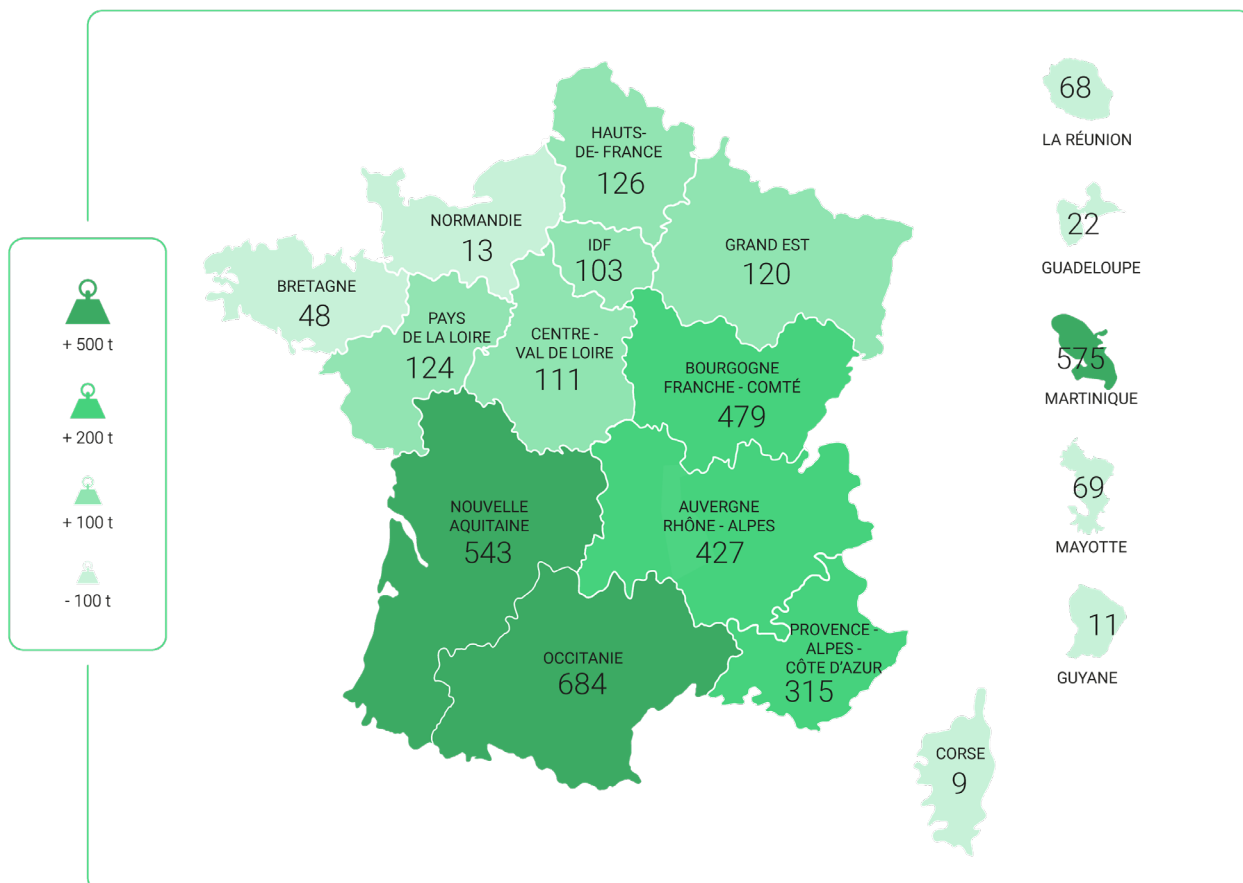 + 500 t
+ 200 t
+ 100 t
- 100 t
HAUTS-
DE- FRANCE
126
NORMANDIE
13
IDF
103
GRAND EST
120
BRETAGNE
48
PAYS
DE LA LOIRE
124
CENTRE -
VAL DE LOIRE
111
BOURGOGNE
FRANCHE - COMTÉ
479
NOUVELLE
AQUITAINE
543
AUVERGNE
RHÔNE - ALPES
427
OCCITANIE
684
PROVENCE -
ALPES -
CÔTE D'AZUR
315
CORSE
9
68
LA RÉUNION
22
GUADELOUPE
575
MARTINIQUE
69
MAYOTTE
11
GUYANE